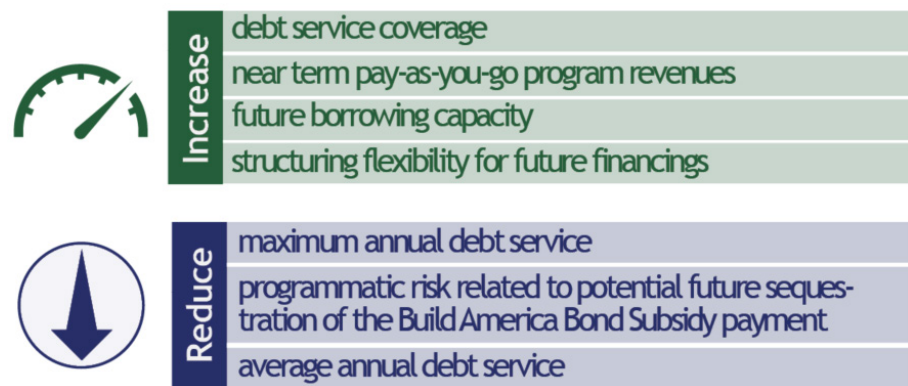 Increase
debt service coverage
near term pay-as-you-go program revenues
future borrowing capacity
structuring flexibility for future financings
Reduce
maximum annual debt service
programmatic risk related to potential future seques-
tration of the Build America Bond Subsidy payment
average annual debt service